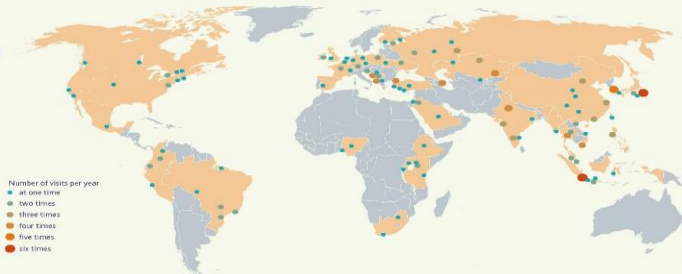 Number of visits per year
at one time
two times
three times
four times
five times
six times